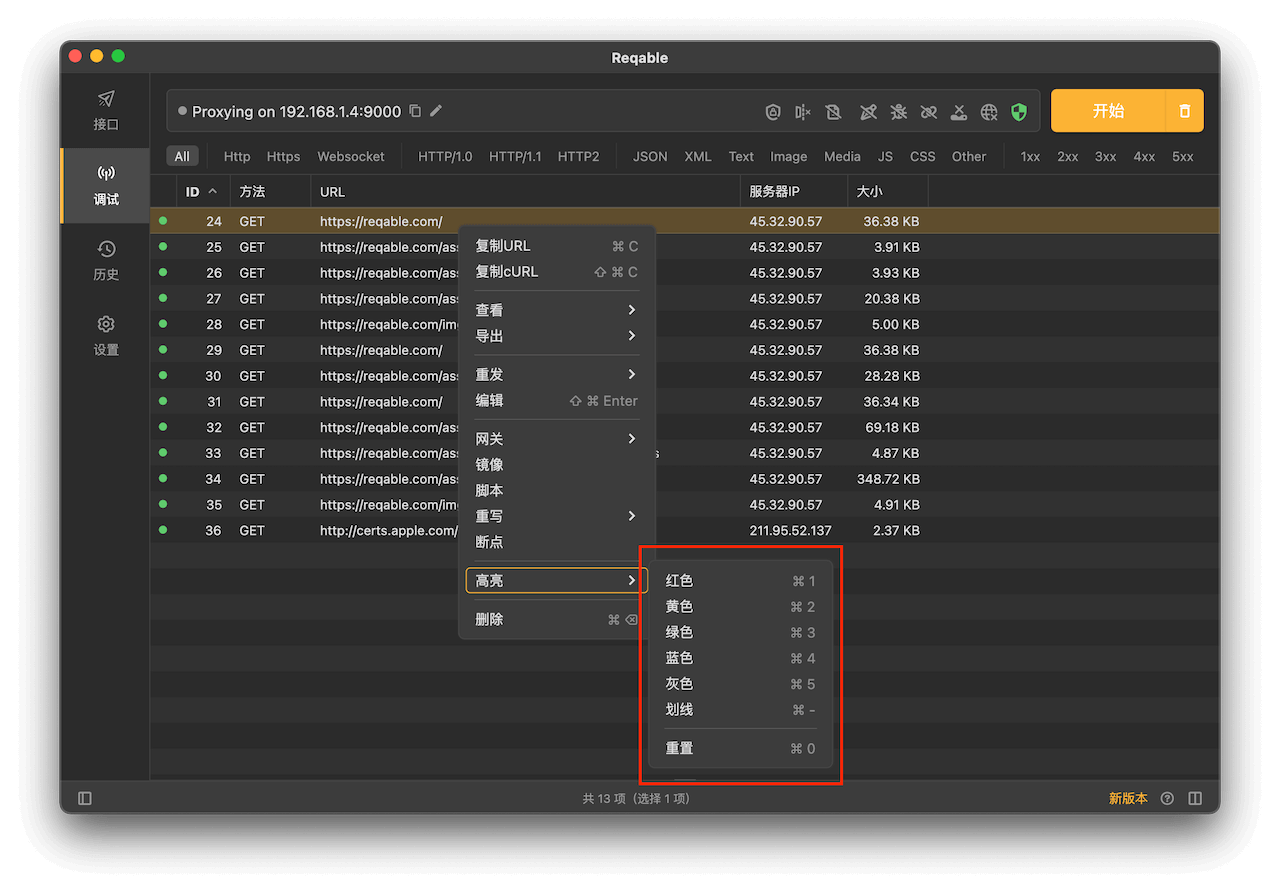 Reqable
接口
调试
历史
设置
Proxying on 192.168.1.4:9000
开始
All Http Https Websocket HTTP/1.0 HTTP/1.1 HTTP2 JSON XML Text Image Media JS CSS Other 1xx 2xx 3xx 4xx 5xx
ID 方法 URL 服务器IP 大小
24 GET https://reqable.com/ 45.32.90.57 36.38 KB
25 GET https://reqable.com/ass 45.32.90.57 3.91 KB
26 GET https://reqable.com/ass 45.32.90.57 3.93 KB
27 GET https://reqable.com/ass 45.32.90.57 20.38 KB
28 GET https://reqable.com/img 45.32.90.57 5.00 KB
29 GET https://reqable.com/ 45.32.90.57 36.38 KB
30 GET https://reqable.com/ass 45.32.90.57 28.28 KB
31 GET https://reqable.com/ 45.32.90.57 36.34 KB
32 GET https://reqable.com/ass 45.32.90.57 69.18 KB
33 GET https://reqable.com/ass s 45.32.90.57 4.87 KB
34 GET https://reqable.com/ass 45.32.90.57 348.72 KB
35 GET https://reqable.com/img 45.32.90.57 4.91 KB
36 GET http://certs.apple.com/ 211.95.52.137 2.37 KB
复制URL ⌘ C
复制cURL ⇧ ⌘ C
查看
导出
重发
编辑 ⇧ ⌘ Enter
网关
镜像
脚本
重写
断点
高亮
删除 ⌘ ⌫
红色 ⌘ 1
黄色 ⌘ 2
绿色 ⌘ 3
蓝色 ⌘ 4
灰色 ⌘ 5
划线 ⌘ -
重置 ⌘ 0
共 13 项 (选择 1 项)
新版本